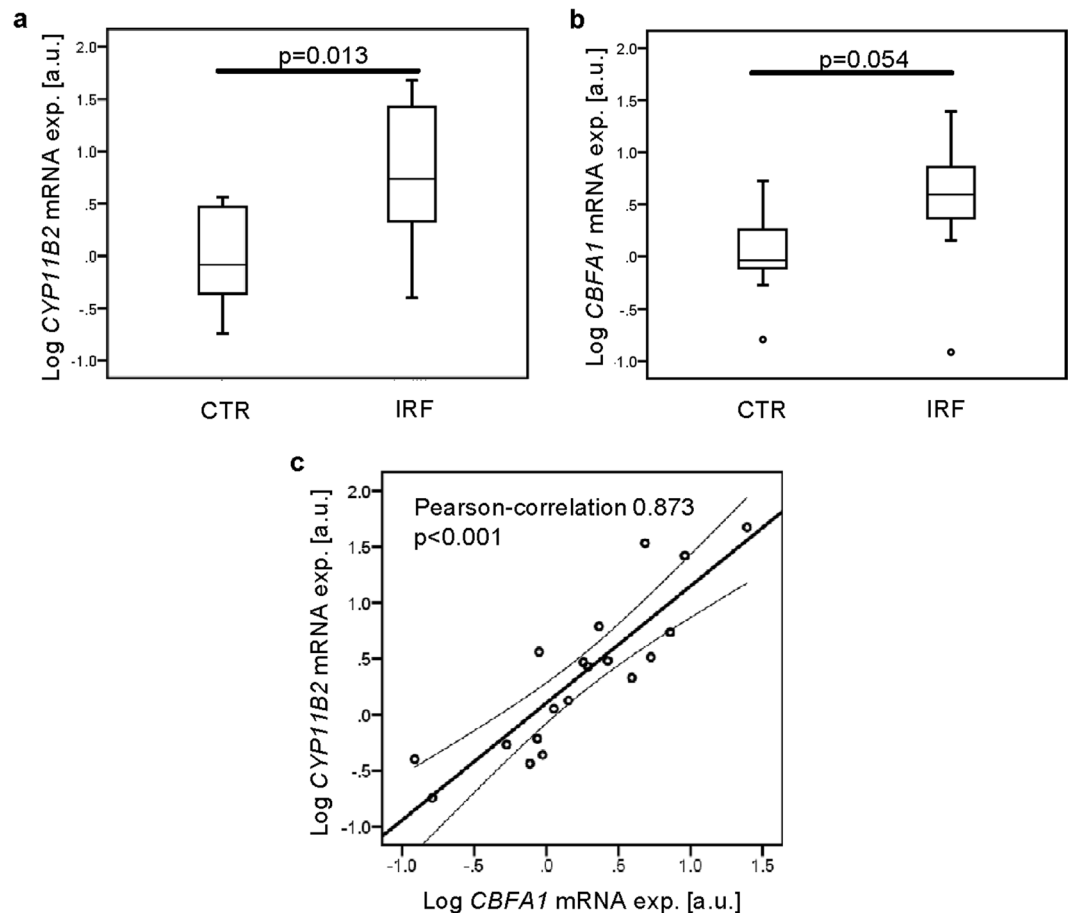 a
p=0.013
Log CYP11B2 mRNA exp. [a.u.]
2.0
1.5
1.0
.5
.0
-.5
-1.0
CTR
IRF
b
p=0.054
Log CBFA1 mRNA exp. [a.u.]
2.0
1.5
1.0
.5
.0
-.5
-1.0
CTR
IRF
c
Pearson-correlation 0.873
p<0.001
Log CYP11B2 mRNA exp. [a.u.]
2.0
1.5
1.0
.5
.0
-.5
-1.0
-1.0
-.5
.0
.5
1.0
1.5
Log CBFA1 mRNA exp. [a.u.]